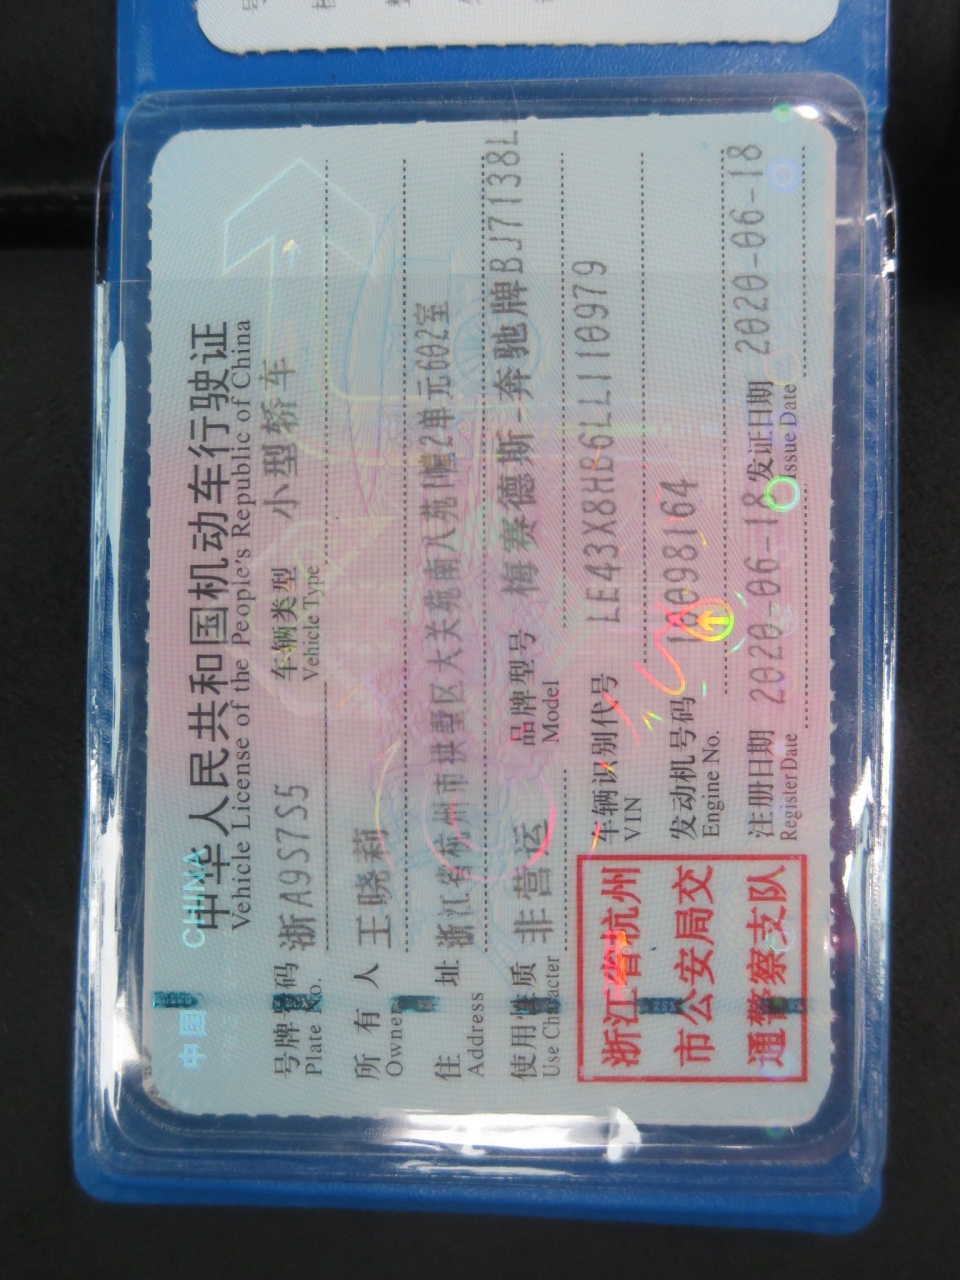 中国 CHINA
中华人民共和国机动车行驶证
Vehicle License of the People's Republic of China
号牌号码 浙A9S7S5 车辆类型 小型轿车
Plate No. Vehicle Type
所有人 王晓莉
Owner
住址 浙江省杭州市拱墅区大关苑南八苑1幢2单元602室
Address
使用性质 非营运 品牌型号 梅赛德斯-奔驰牌BJ7138L
Use Character Model
浙江省杭州
市公安局交
通警察支队
车辆识别代号 LE43X8HB6LL110979
VIN
发动机号码 10098164
Engine No.
注册日期 2020-06-18 发证日期 2020-06-18
Register Date Issue Date